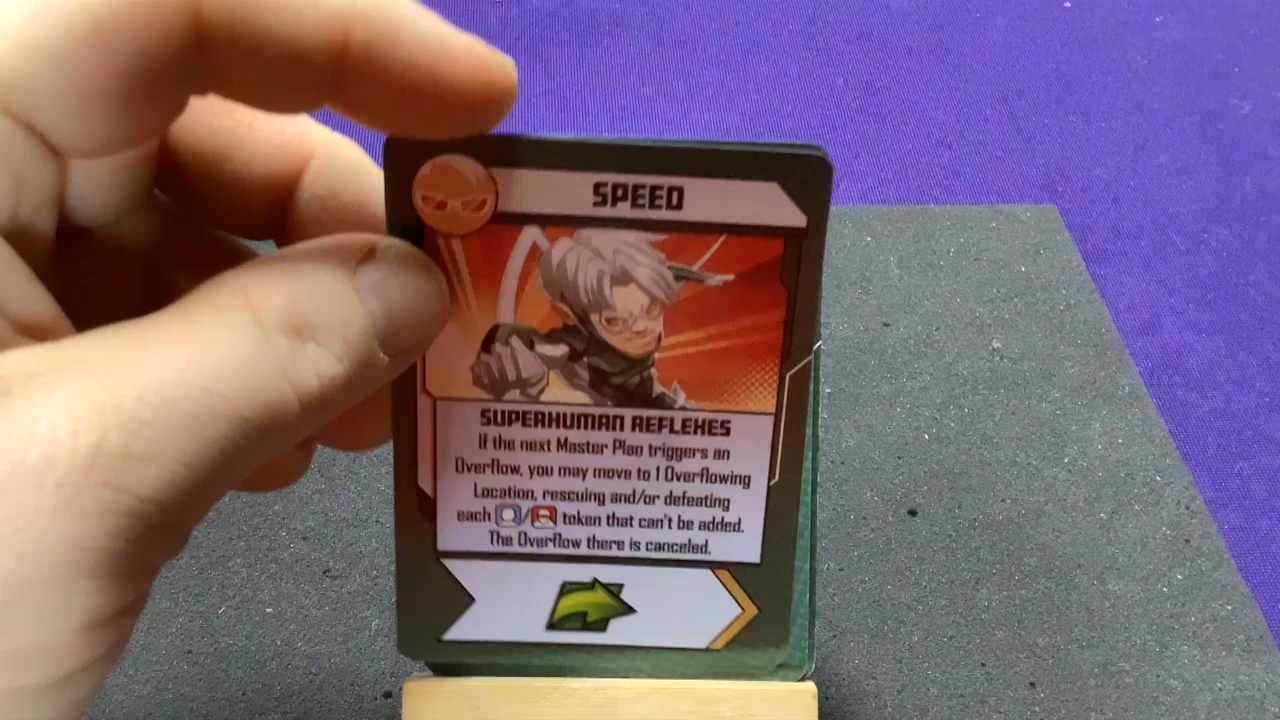 SPEED
SUPERHUMAN REFLEXES
If the next Master Plan triggers an
Overflow, you may move to 1 Overflowing
Location, rescuing and/or defeating
each / token that can't be added.
The Overflow there is canceled.